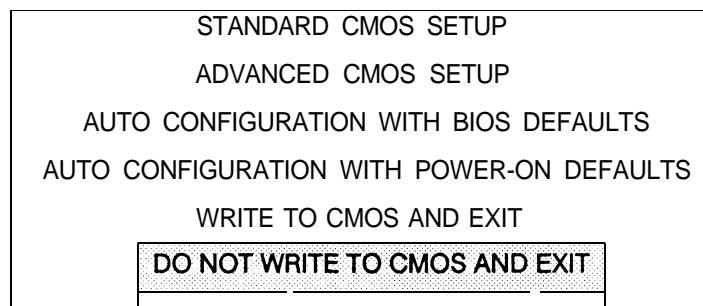 STANDARD CMOS SETUP
ADVANCED CMOS SETUP
AUTO CONFIGURATION WITH BIOS DEFAULTS
AUTO CONFIGURATION WITH POWER-ON DEFAULTS
WRITE TO CMOS AND EXIT
DO NOT WRITE TO CMOS AND EXIT